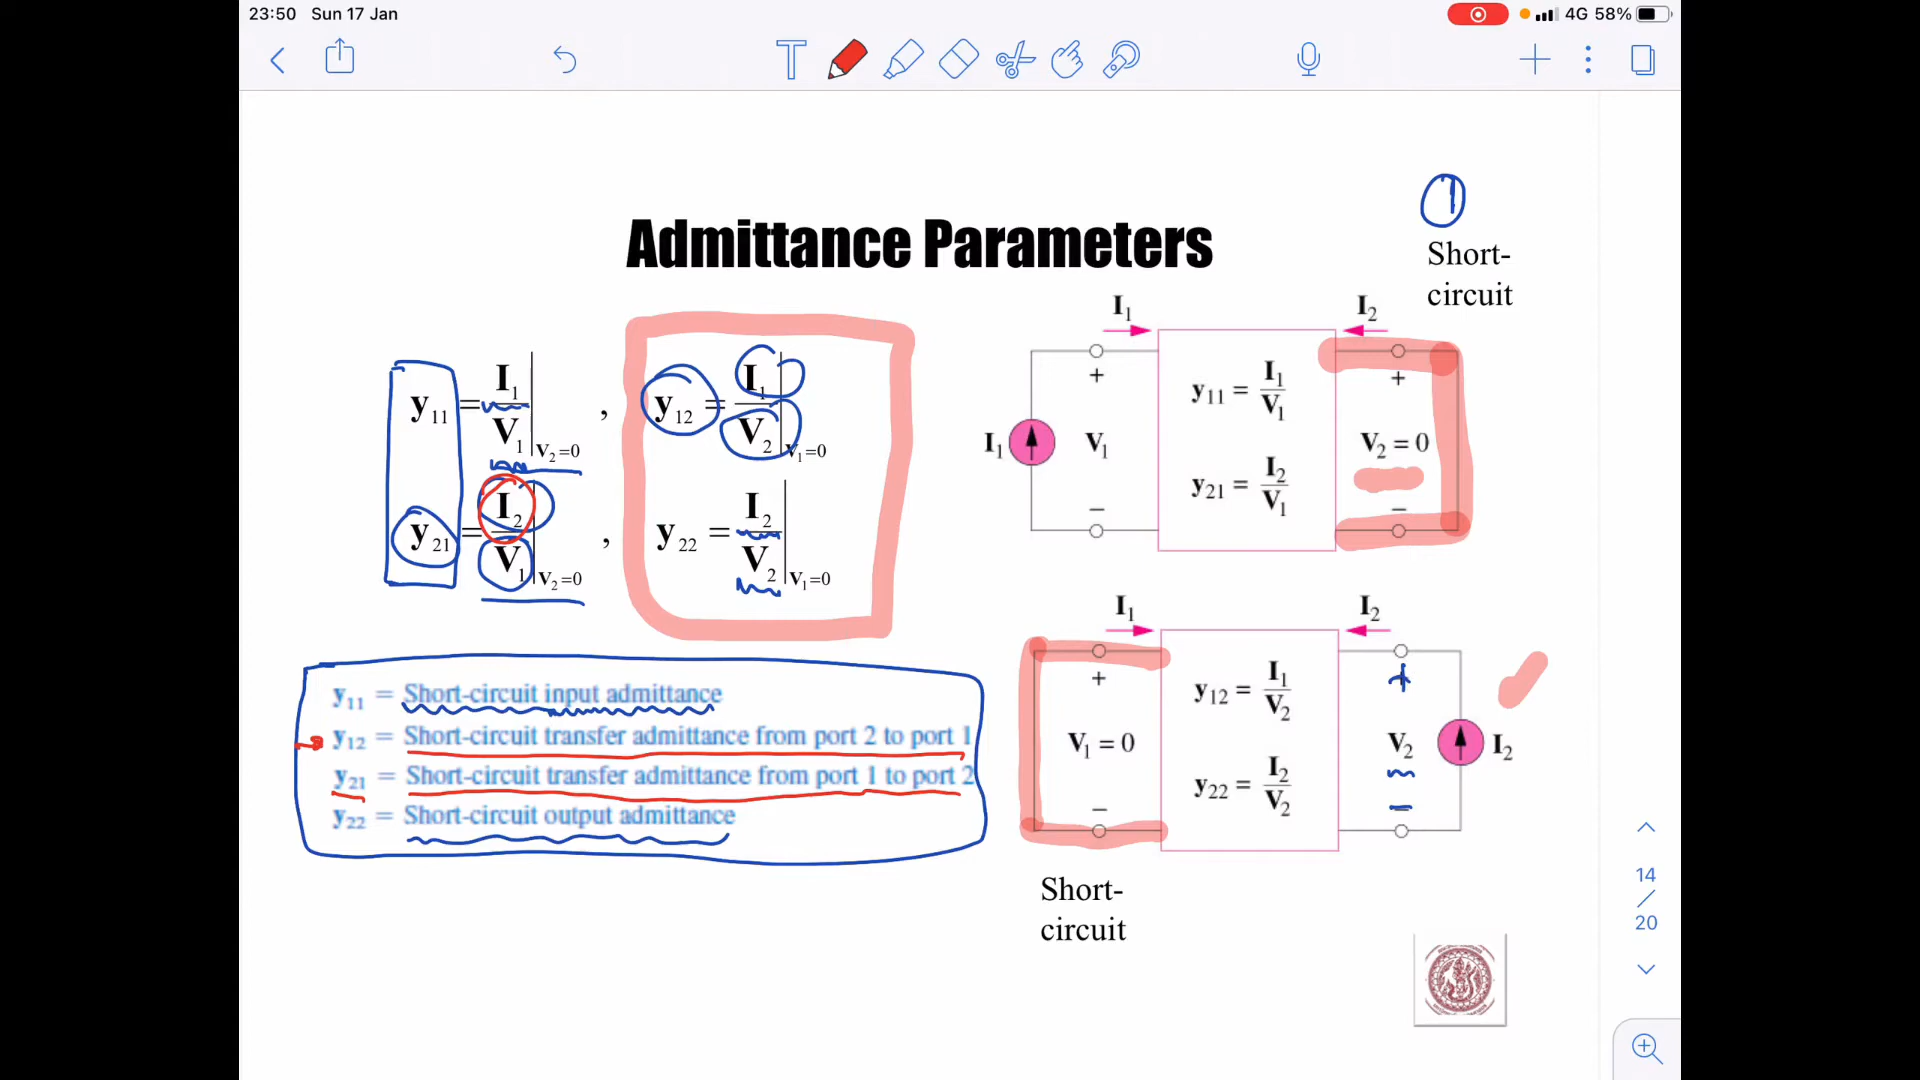 23:50 Sun 17 Jan
4G 58%
T
1
Short-
circuit
Admittance Parameters
y11 = I1/V1 |V2=0 , y12 = I1/V2 |V1=0
y21 = I2/V1 |V2=0 , y22 = I2/V2 |V1=0
y11 = Short-circuit input admittance
y12 = Short-circuit transfer admittance from port 2 to port 1
y21 = Short-circuit transfer admittance from port 1 to port 2
y22 = Short-circuit output admittance
I1 I2
+ +
y11 = I1/V1
I1 V1 V2 = 0
y21 = I2/V1
− −
I1 I2
+ +
y12 = I1/V2
V1 = 0 V2 I2
y22 = I2/V2
− −
Short-
circuit
14
/
20